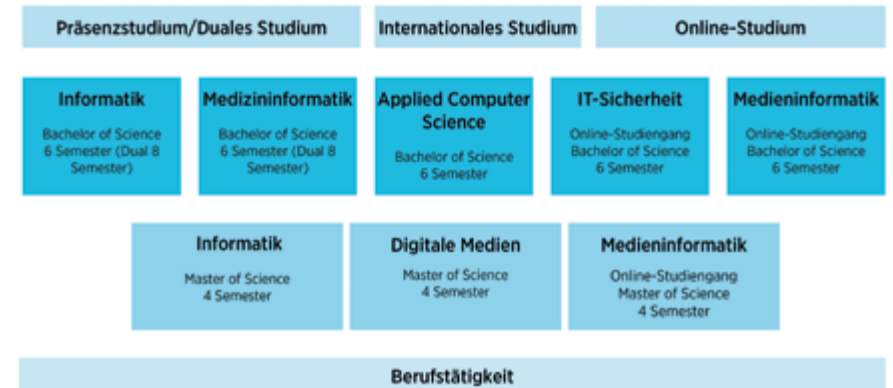 Präsenzstudium/Duales Studium
Internationales Studium
Online-Studium
Informatik
Bachelor of Science
6 Semester (Dual 8
Semester)
Medizininformatik
Bachelor of Science
6 Semester (Dual 8
Semester)
Applied Computer
Science
Bachelor of Science
6 Semester
IT-Sicherheit
Online-Studiengang
Bachelor of Science
6 Semester
Medieninformatik
Online-Studiengang
Bachelor of Science
6 Semester
Informatik
Master of Science
4 Semester
Digitale Medien
Master of Science
4 Semester
Medieninformatik
Online-Studiengang
Master of Science
4 Semester
Berufstätigkeit